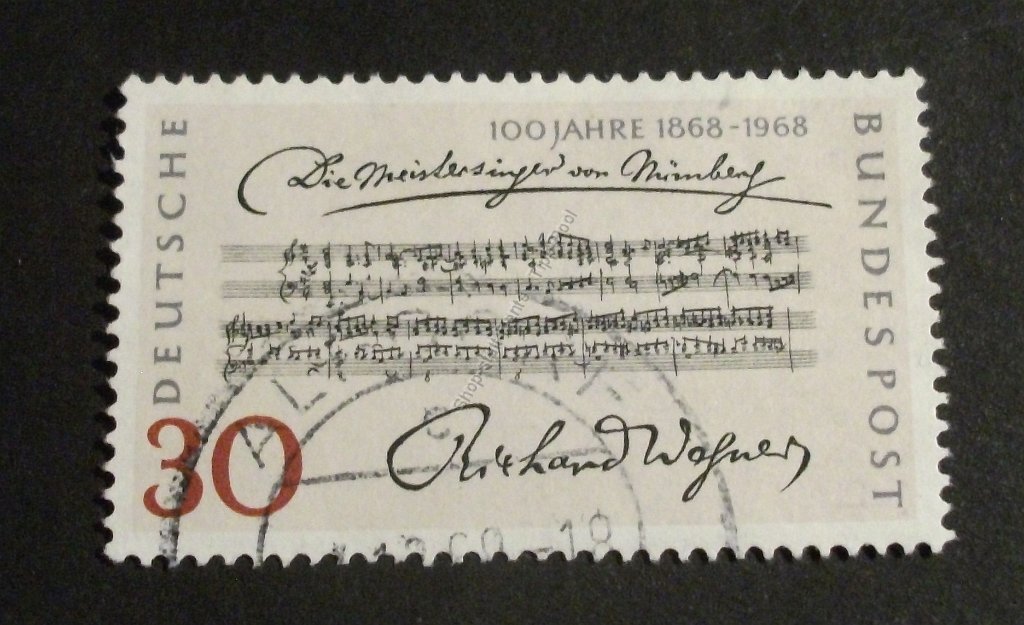 100 JAHRE 1868-1968
Die Meistersinger von Nürnberg
DEUTSCHE
BUNDESPOST
30
Richard Wagner